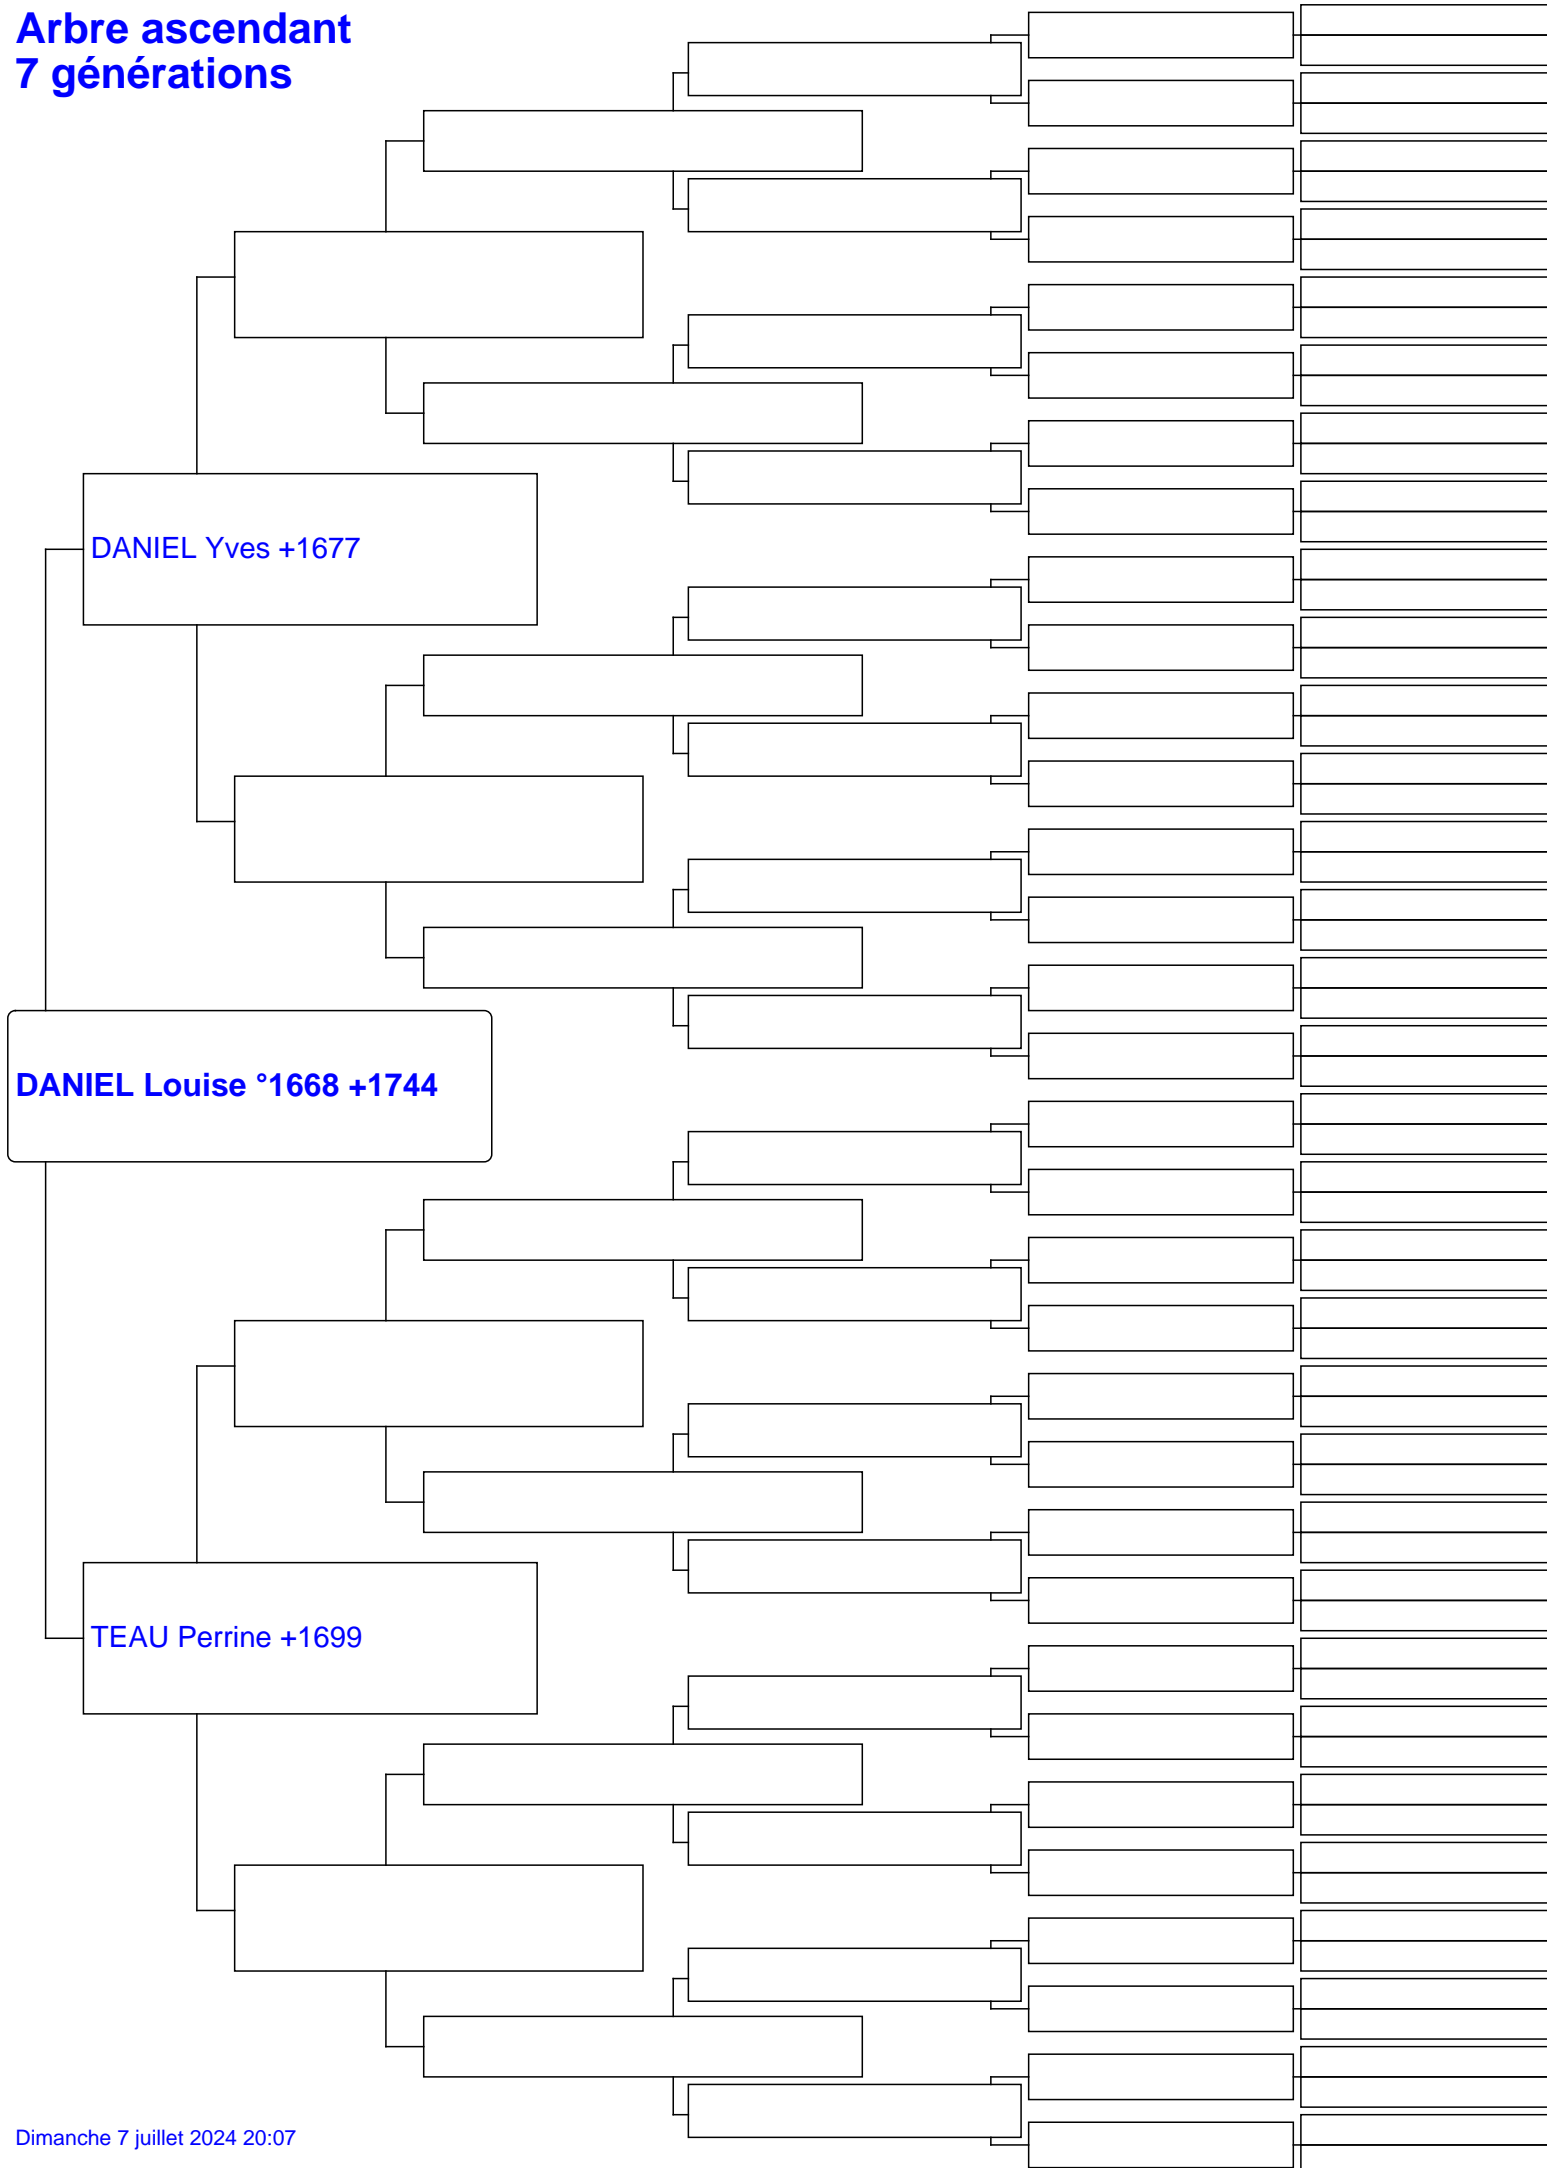 Arbre ascendant
7 générations
DANIEL Yves +1677
DANIEL Louise °1668 +1744
TEAU Perrine +1699
Dimanche 7 juillet 2024 20:07